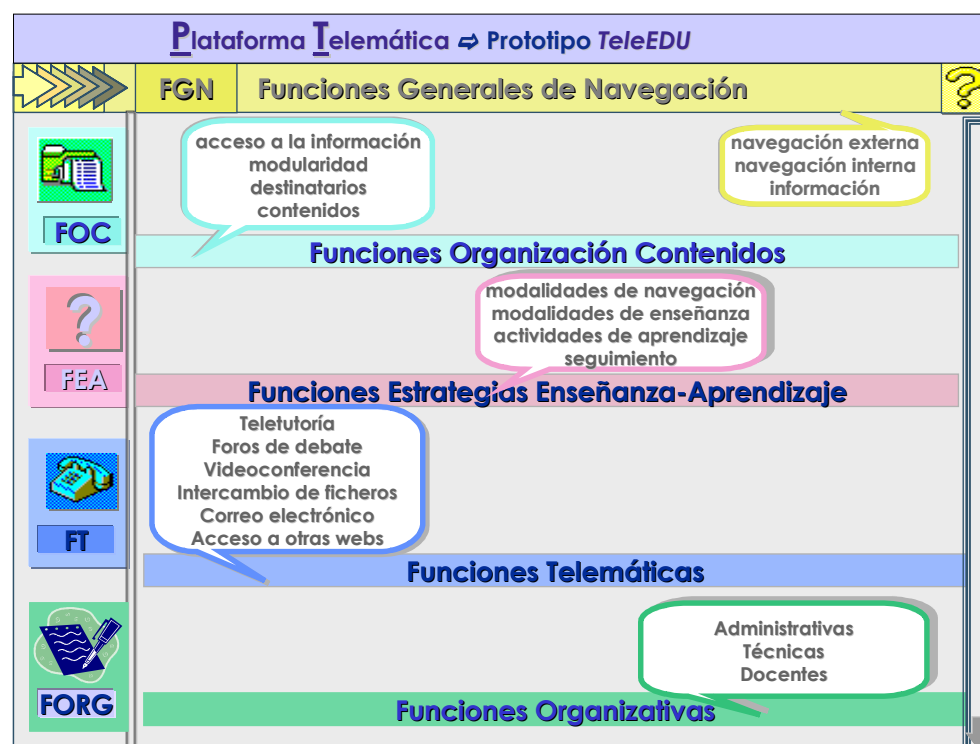 Plataforma Telemática ⇨ Prototipo TeleEDU
FGN
Funciones Generales de Navegación
?
acceso a la información
modularidad
destinatarios
contenidos
navegación externa
navegación interna
información
FOC
Funciones Organización Contenidos
modalidades de navegación
modalidades de enseñanza
actividades de aprendizaje
seguimiento
?
FEA
Funciones Estrategias Enseñanza-Aprendizaje
Teletutoría
Foros de debate
Videoconferencia
Intercambio de ficheros
Correo electrónico
Acceso a otras webs
FT
Funciones Telemáticas
Administrativas
Técnicas
Docentes
FORG
Funciones Organizativas